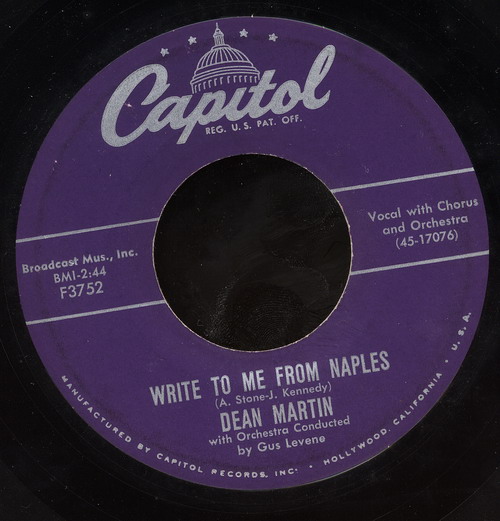 Capitol
REG. U.S. PAT. OFF.
Vocal with Chorus
and Orchestra
(45-17076)
Broadcast Mus., Inc.
BMI-2:44
F3752
WRITE TO ME FROM NAPLES
(A. Stone-J. Kennedy)
DEAN MARTIN
with Orchestra Conducted
by Gus Levene
MANUFACTURED BY CAPITOL RECORDS, INC. • HOLLYWOOD, CALIFORNIA • U.S.A.